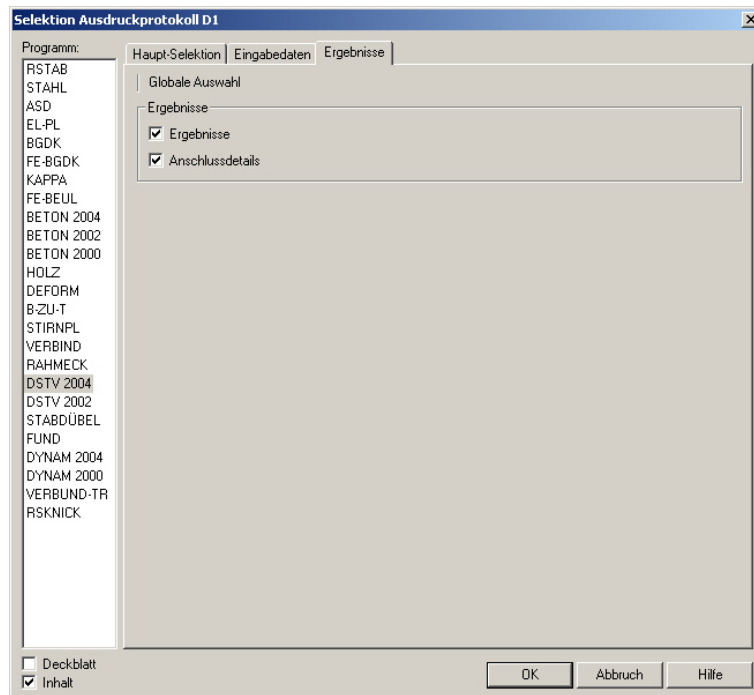 Selektion Ausdruckprotokoll D1
Programm:
RSTAB
STAHL
ASD
EL-PL
BGDK
FE-BGDK
KAPPA
FE-BEUL
BETON 2004
BETON 2002
BETON 2000
HOLZ
DEFORM
B-ZU-T
STIRNPL
VERBIND
RAHMECK
DSTV 2004
DSTV 2002
STABDÜBEL
FUND
DYNAM 2004
DYNAM 2000
VERBUND-TR
RSKNICK
Deckblatt
Inhalt
Haupt-Selektion Eingabedaten Ergebnisse
Globale Auswahl
Ergebnisse
Ergebnisse
Anschlussdetails
OK Abbruch Hilfe